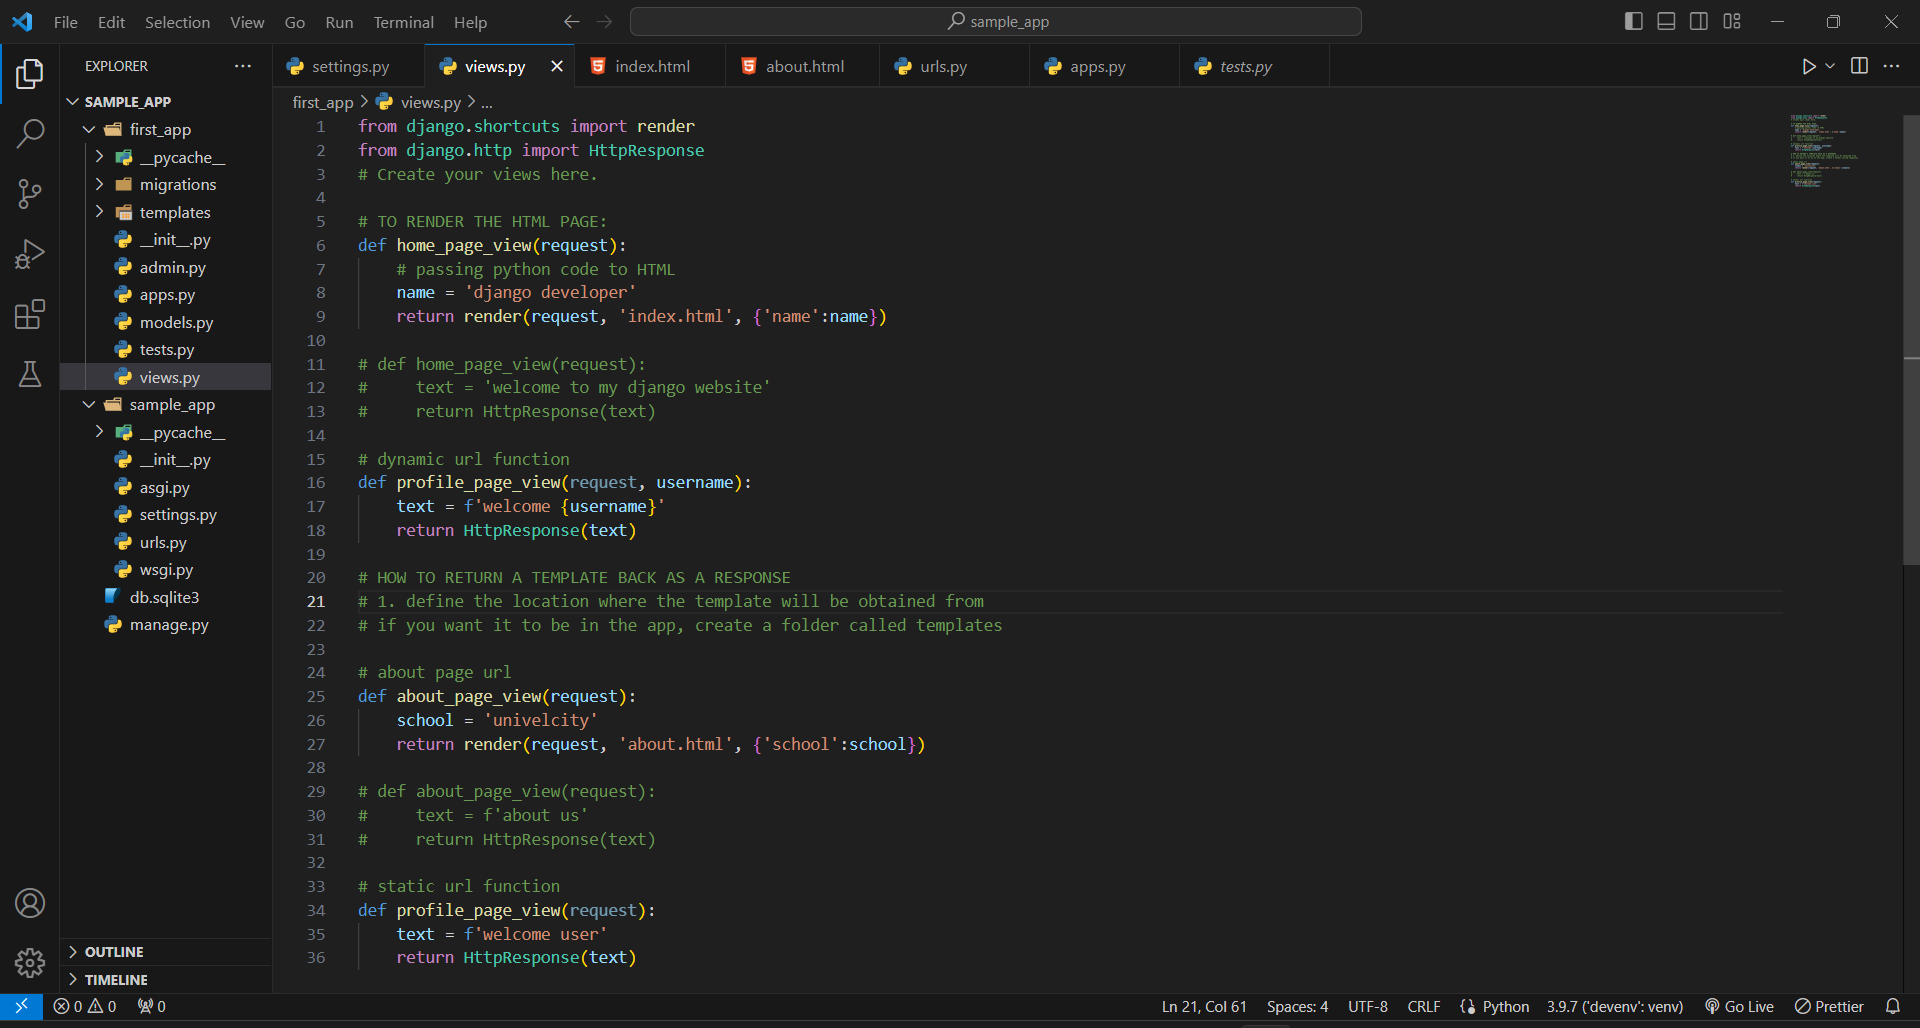 File Edit Selection View Go Run Terminal Help sample_app
EXPLORER
SAMPLE_APP
first_app
__pycache__
migrations
templates
__init__.py
admin.py
apps.py
models.py
tests.py
views.py
sample_app
__pycache__
__init__.py
asgi.py
settings.py
urls.py
wsgi.py
db.sqlite3
manage.py
OUTLINE
TIMELINE
settings.py views.py index.html about.html urls.py apps.py tests.py
first_app > views.py > ...
1 from django.shortcuts import render
2 from django.http import HttpResponse
3 # Create your views here.
4
5 # TO RENDER THE HTML PAGE:
6 def home_page_view(request):
7     # passing python code to HTML
8     name = 'django developer'
9     return render(request, 'index.html', {'name':name})
10
11 # def home_page_view(request):
12 #     text = 'welcome to my django website'
13 #     return HttpResponse(text)
14
15 # dynamic url function
16 def profile_page_view(request, username):
17     text = f'welcome {username}'
18     return HttpResponse(text)
19
20 # HOW TO RETURN A TEMPLATE BACK AS A RESPONSE
21 # 1. define the location where the template will be obtained from
22 # if you want it to be in the app, create a folder called templates
23
24 # about page url
25 def about_page_view(request):
26     school = 'univelcity'
27     return render(request, 'about.html', {'school':school})
28
29 # def about_page_view(request):
30 #     text = f'about us'
31 #     return HttpResponse(text)
32
33 # static url function
34 def profile_page_view(request):
35     text = f'welcome user'
36     return HttpResponse(text)
0 0 0 Ln 21, Col 61 Spaces: 4 UTF-8 CRLF Python 3.9.7 ('devenv': venv) Go Live Prettier